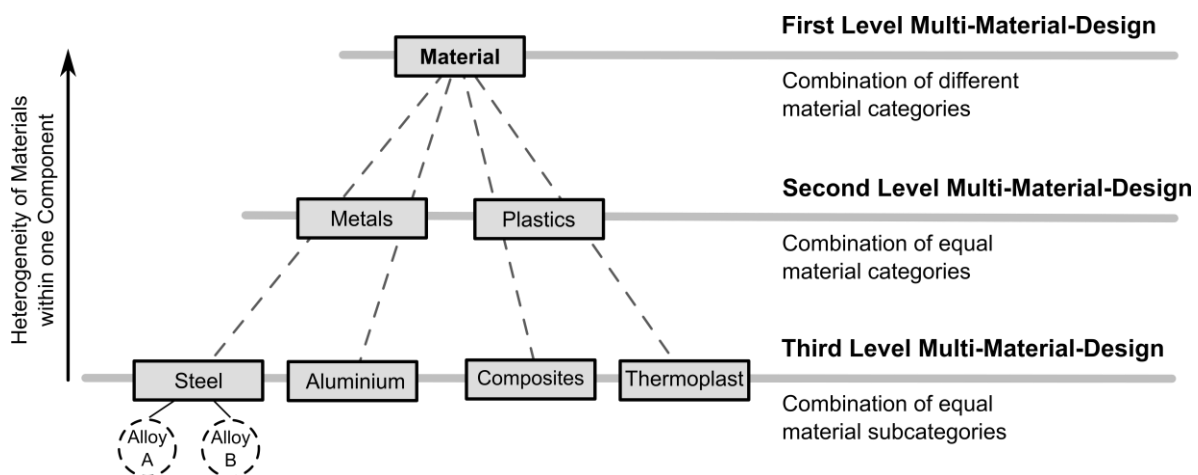 First Level Multi-Material-Design
Material
Combination of different
material categories
Heterogeneity of Materials
within one Component
Second Level Multi-Material-Design
Metals
Plastics
Combination of equal
material categories
Third Level Multi-Material-Design
Steel
Aluminium
Composites
Thermoplast
Combination of equal
material subcategories
Alloy
A
Alloy
B